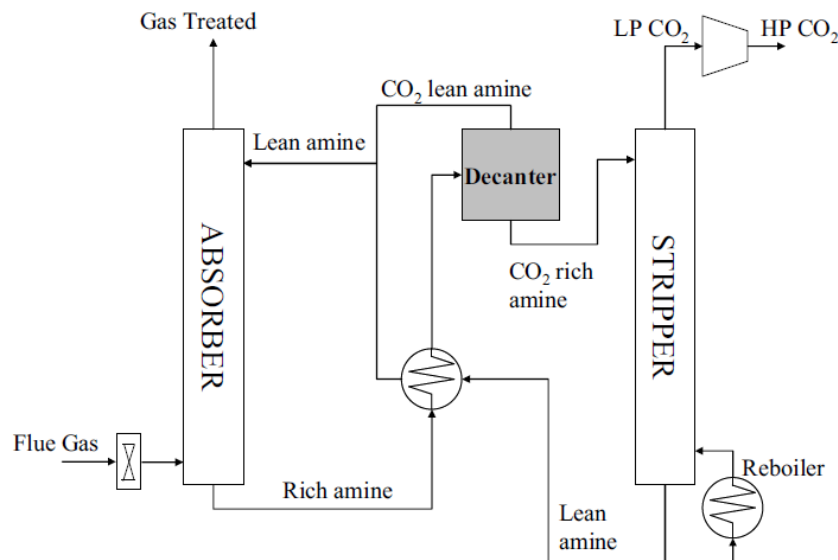 Gas Treated
LP CO₂
HP CO₂
CO₂ lean amine
Lean amine
Decanter
ABSORBER
STRIPPER
CO₂ rich
amine
Flue Gas
Rich amine
Reboiler
Lean
amine